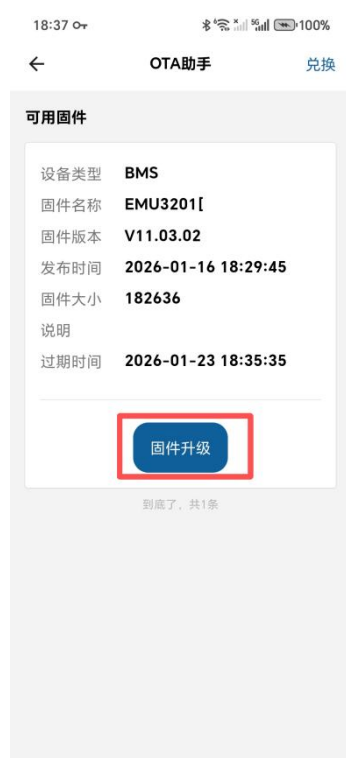 18:37
100%
OTA助手
兑换
可用固件
设备类型 BMS
固件名称 EMU3201[
固件版本 V11.03.02
发布时间 2026-01-16 18:29:45
固件大小 182636
说明
过期时间 2026-01-23 18:35:35
固件升级
到底了，共1条